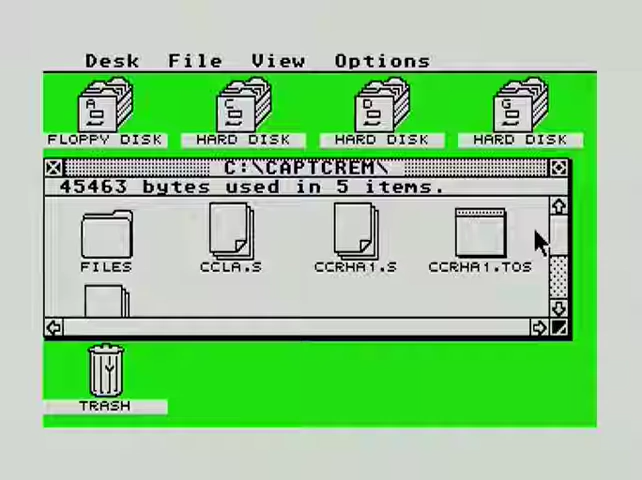 Desk File View Options
A C D G
FLOPPY DISK HARD DISK HARD DISK HARD DISK
C:\CAPTCREM\
45463 bytes used in 5 items.
FILES CCLA.S CCRHA1.S CCRHA1.TOS
TRASH